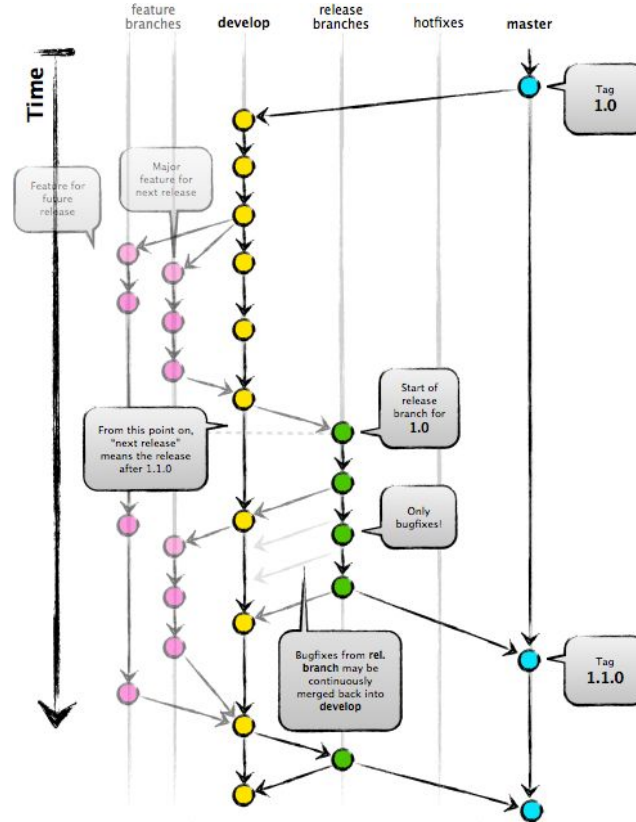 feature
branches
develop
release
branches
hotfixes
master
Time
Tag
1.0
Major
feature for
next release
Feature for
future
release
Start of
release
branch for
1.0
From this point on,
"next release"
means the release
after 1.1.0
Only
bugfixes!
Bugfixes from rel.
branch may be
continuously
merged back into
develop
Tag
1.1.0